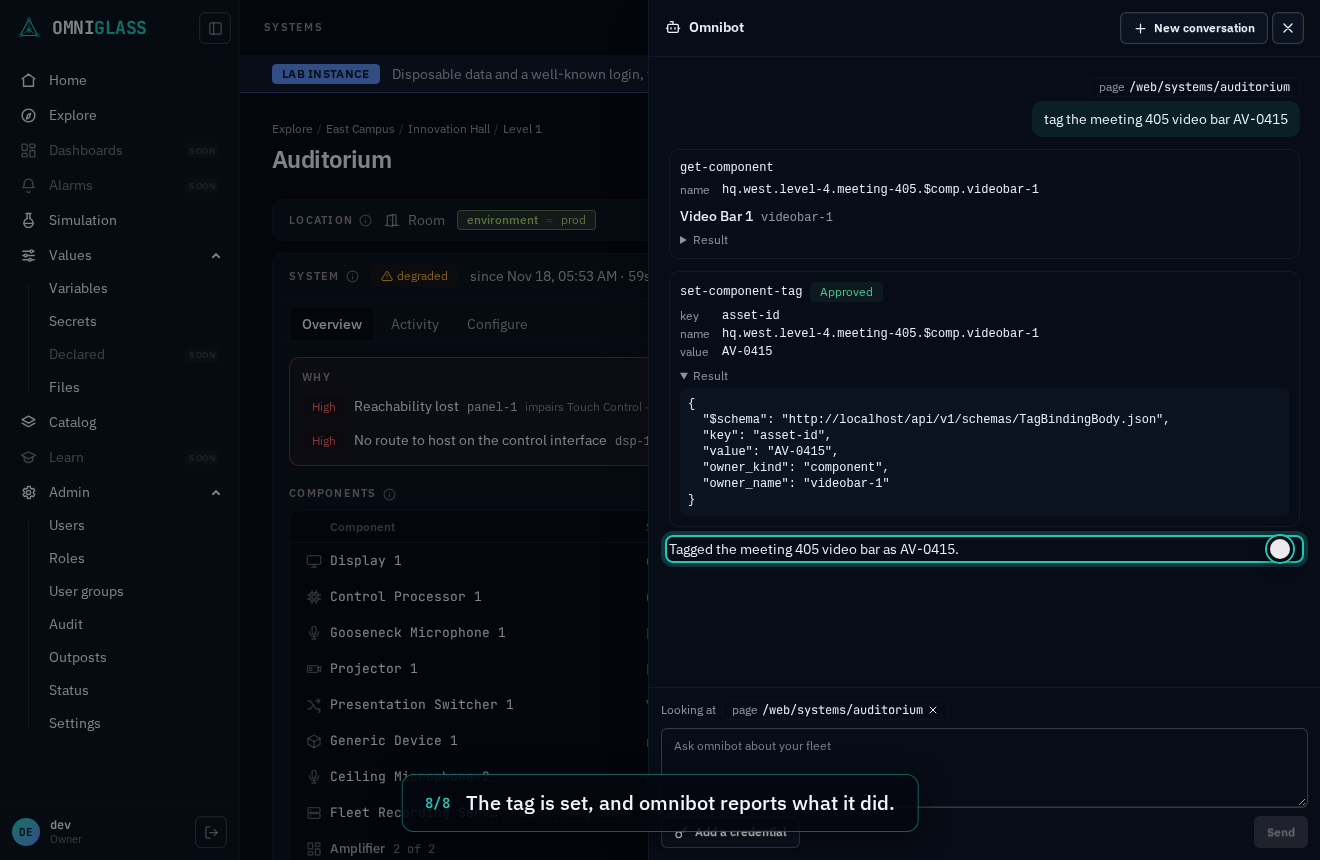 OMNIGLASS
Home
Explore
Dashboards SOON
Alarms SOON
Simulation
Values
Variables
Secrets
Declared SOON
Files
Catalog
Learn SOON
Admin
Users
Roles
User groups
Audit
Outposts
Status
Settings
DE dev
Owner
SYSTEMS
LAB INSTANCE Disposable data and a well-known login,
Explore / East Campus / Innovation Hall / Level 1
Auditorium
LOCATION Room environment = prod
SYSTEM degraded since Nov 18, 05:53 AM · 59s
Overview Activity Configure
WHY
High Reachability lost panel-1 impairs Touch Control
High No route to host on the control interface dsp-1
COMPONENTS
Component
Display 1
Control Processor 1
Gooseneck Microphone 1
Projector 1
Presentation Switcher 1
Generic Device 1
Ceiling Microphone 2
Fleet
Amplifier 2 of 2
Omnibot
+ New conversation
page /web/systems/auditorium
tag the meeting 405 video bar AV-0415
get-component
name hq.west.level-4.meeting-405.$comp.videobar-1
Video Bar 1 videobar-1
Result
set-component-tag Approved
key asset-id
name hq.west.level-4.meeting-405.$comp.videobar-1
value AV-0415
Result
{
"$schema": "http://localhost/api/v1/schemas/TagBindingBody.json",
"key": "asset-id",
"value": "AV-0415",
"owner_kind": "component",
"owner_name": "videobar-1"
}
Tagged the meeting 405 video bar as AV-0415.
Looking at page /web/systems/auditorium ×
Ask omnibot about your fleet
8/8 The tag is set, and omnibot reports what it did.
Add a credential
Send